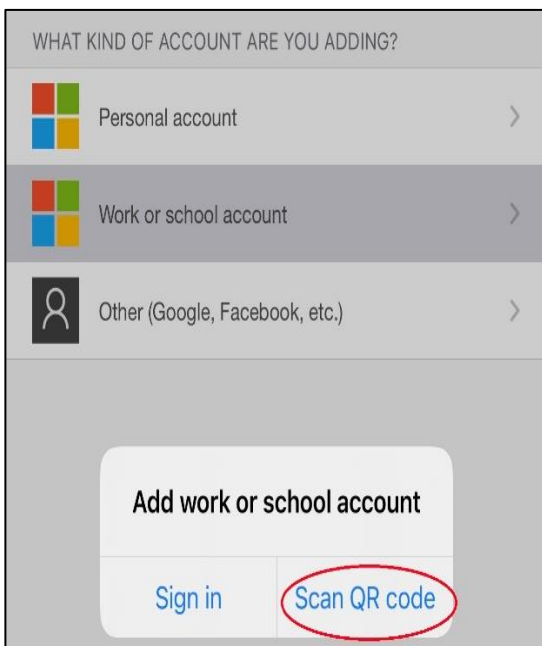 WHAT KIND OF ACCOUNT ARE YOU ADDING?
Personal account
Work or school account
Other (Google, Facebook, etc.)
Add work or school account
Sign in
Scan QR code